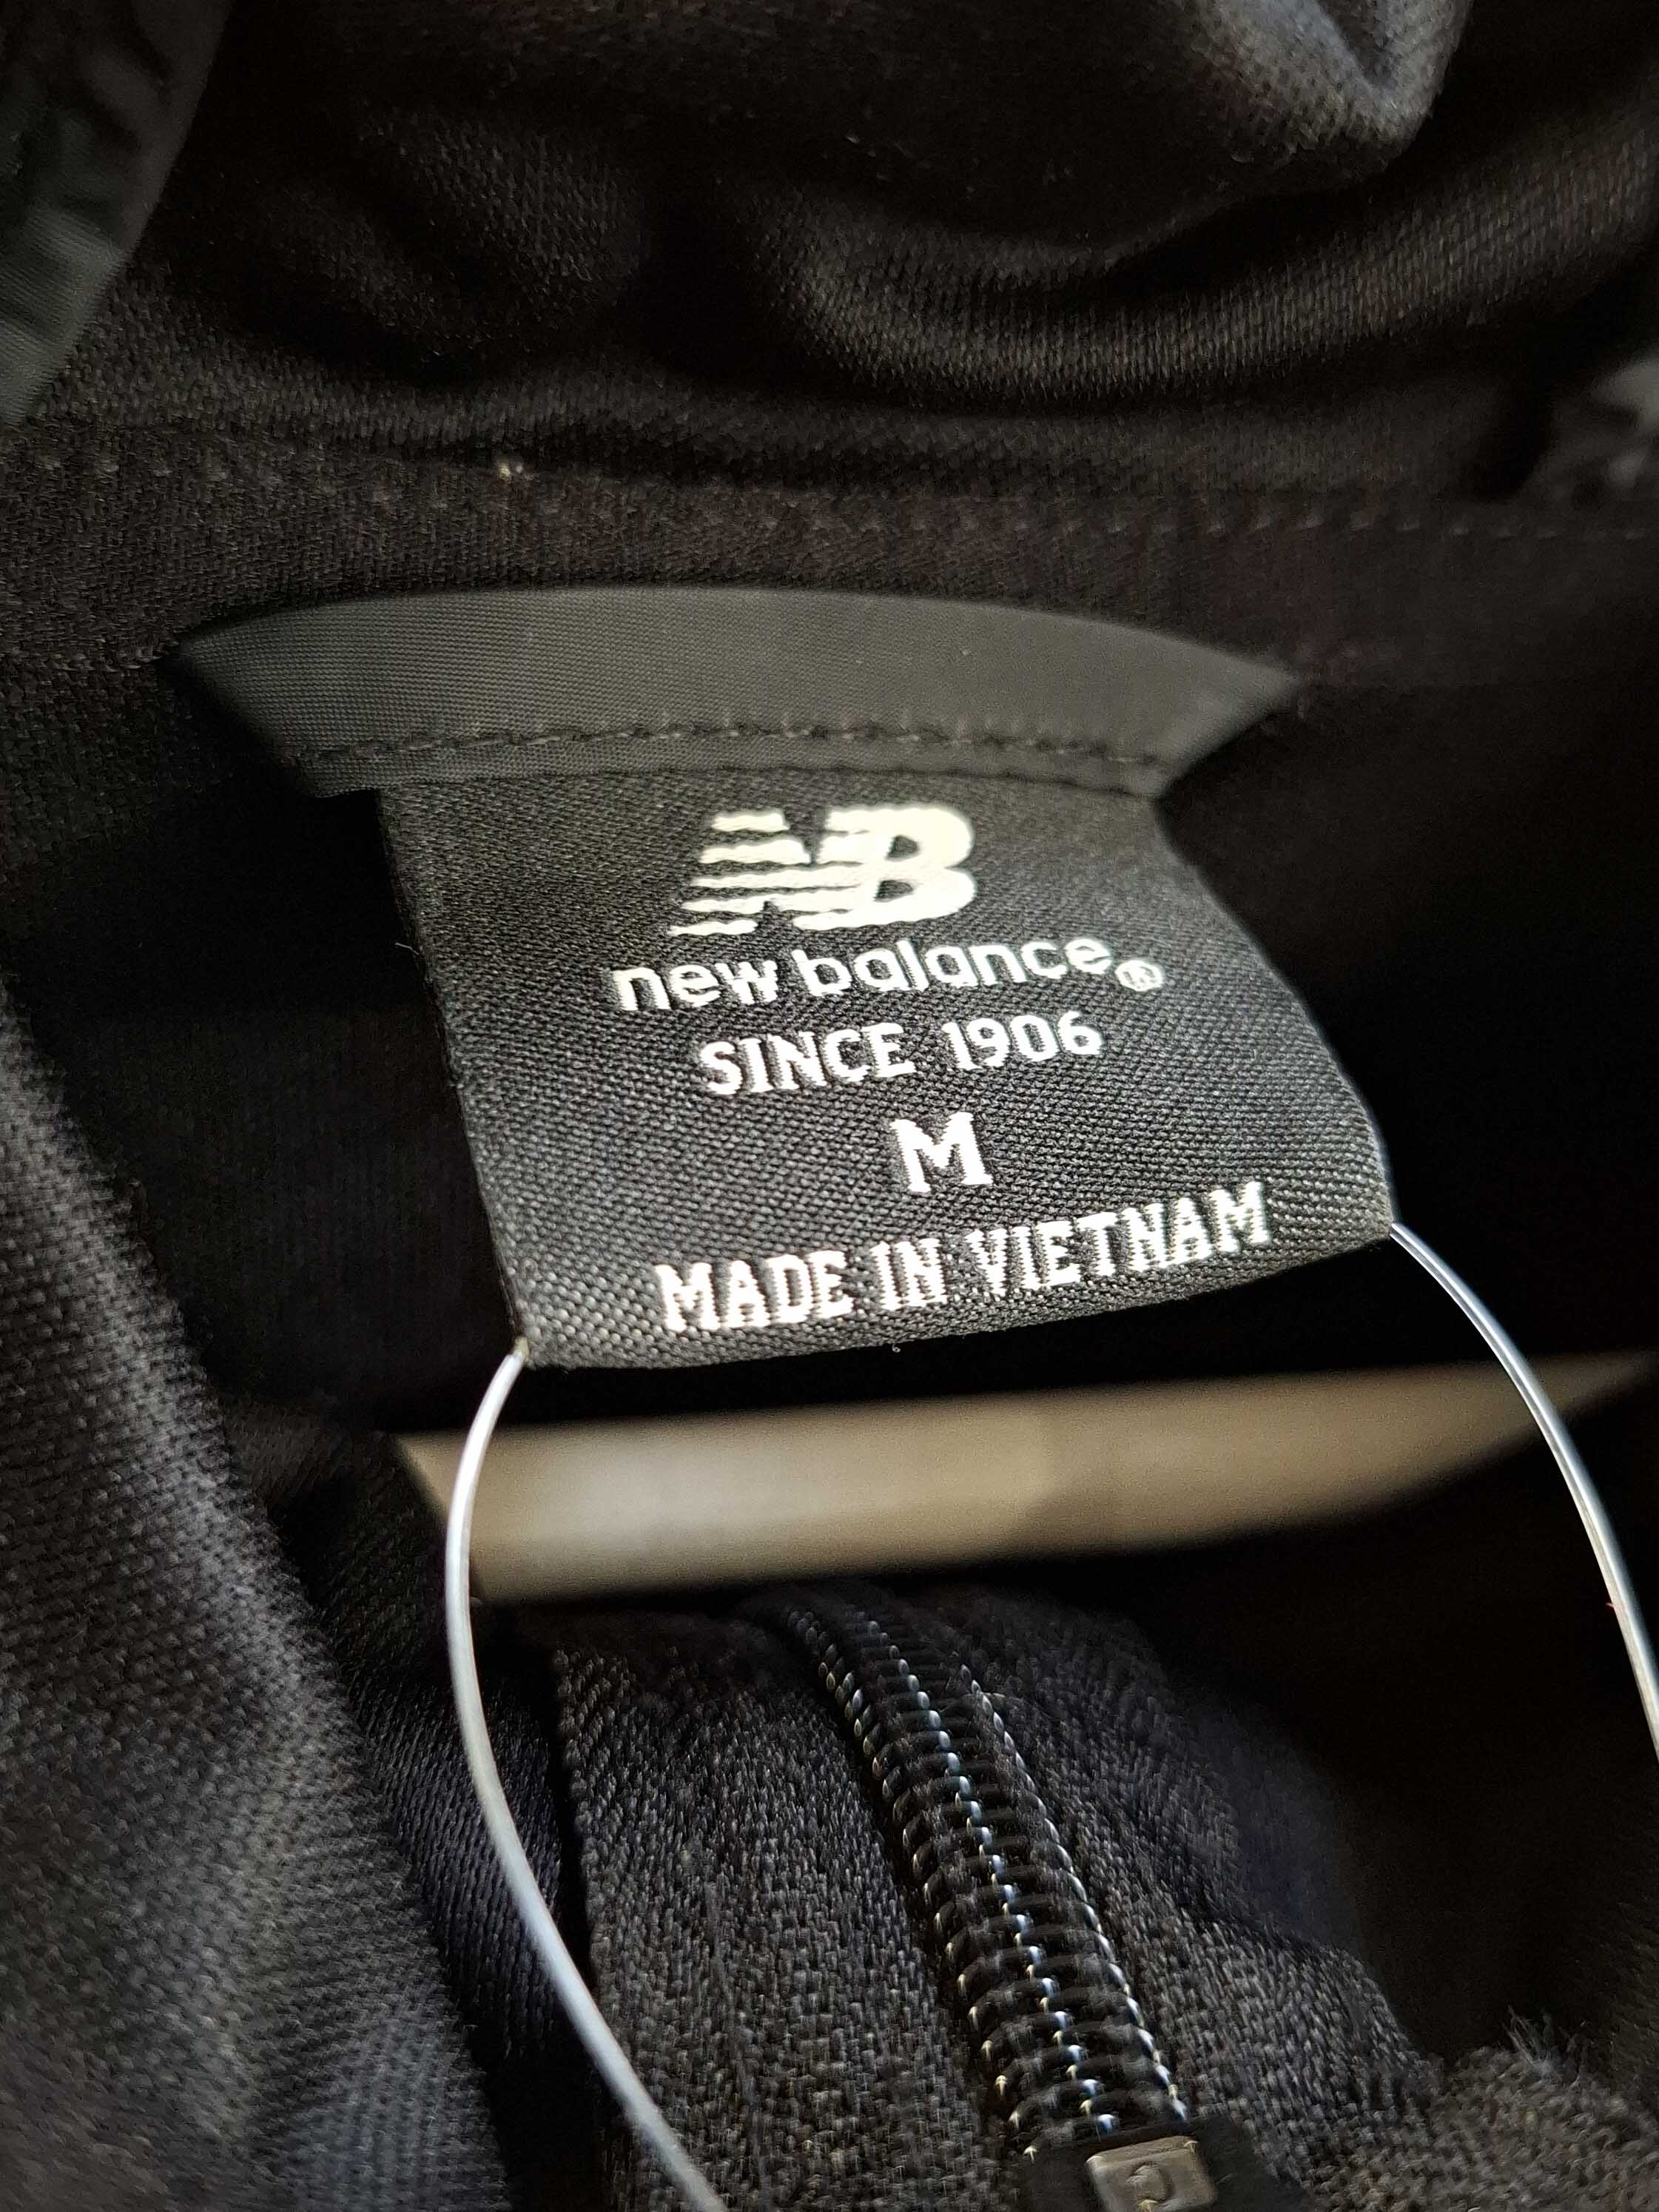 NB
new balance®
SINCE 1906
M
MADE IN VIETNAM